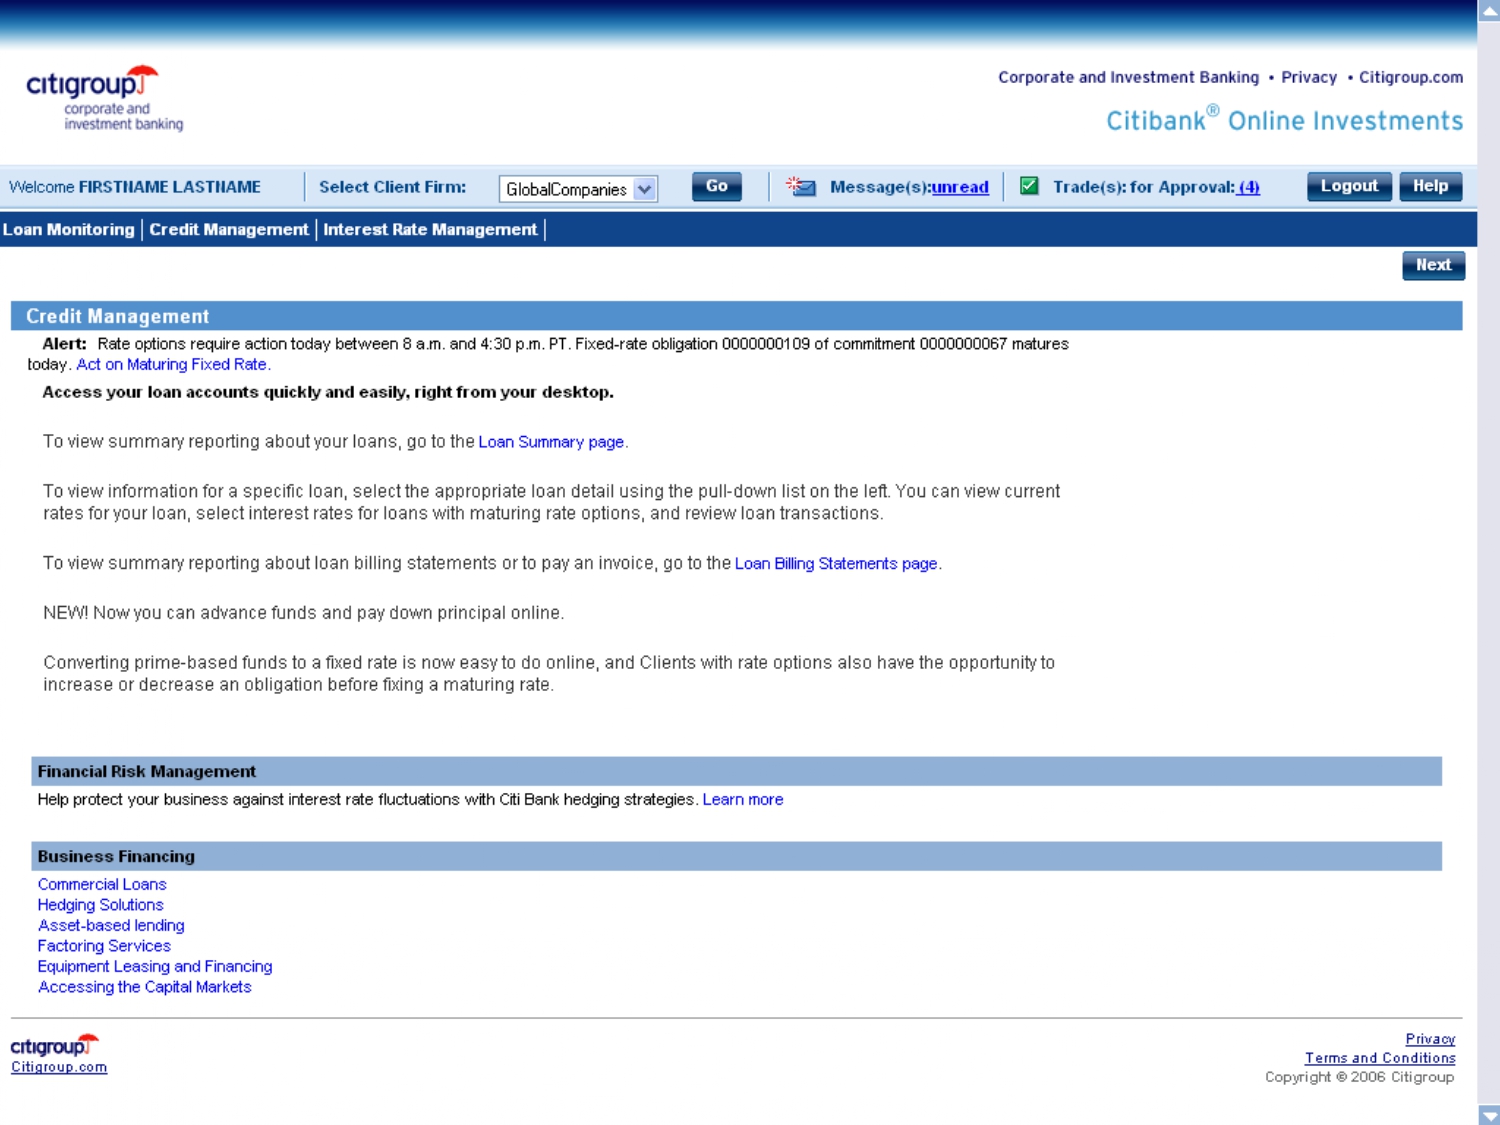 citigroup
corporate and
investment banking
Corporate and Investment Banking • Privacy • Citigroup.com
Citibank® Online Investments
Welcome FIRSTNAME LASTNAME
Select Client Firm:
GlobalCompanies
Go
Message(s):unread
Trade(s): for Approval: (4)
Logout
Help
Loan Monitoring | Credit Management | Interest Rate Management |
Next
Credit Management
Alert: Rate options require action today between 8 a.m. and 4:30 p.m. PT. Fixed-rate obligation 0000000109 of commitment 0000000067 matures
today. Act on Maturing Fixed Rate.
Access your loan accounts quickly and easily, right from your desktop.
To view summary reporting about your loans, go to the Loan Summary page.
To view information for a specific loan, select the appropriate loan detail using the pull-down list on the left. You can view current
rates for your loan, select interest rates for loans with maturing rate options, and review loan transactions.
To view summary reporting about loan billing statements or to pay an invoice, go to the Loan Billing Statements page.
NEW! Now you can advance funds and pay down principal online.
Converting prime-based funds to a fixed rate is now easy to do online, and Clients with rate options also have the opportunity to
increase or decrease an obligation before fixing a maturing rate.
Financial Risk Management
Help protect your business against interest rate fluctuations with Citi Bank hedging strategies. Learn more
Business Financing
Commercial Loans
Hedging Solutions
Asset-based lending
Factoring Services
Equipment Leasing and Financing
Accessing the Capital Markets
citigroup
Citigroup.com
Privacy
Terms and Conditions
Copyright © 2006 Citigroup